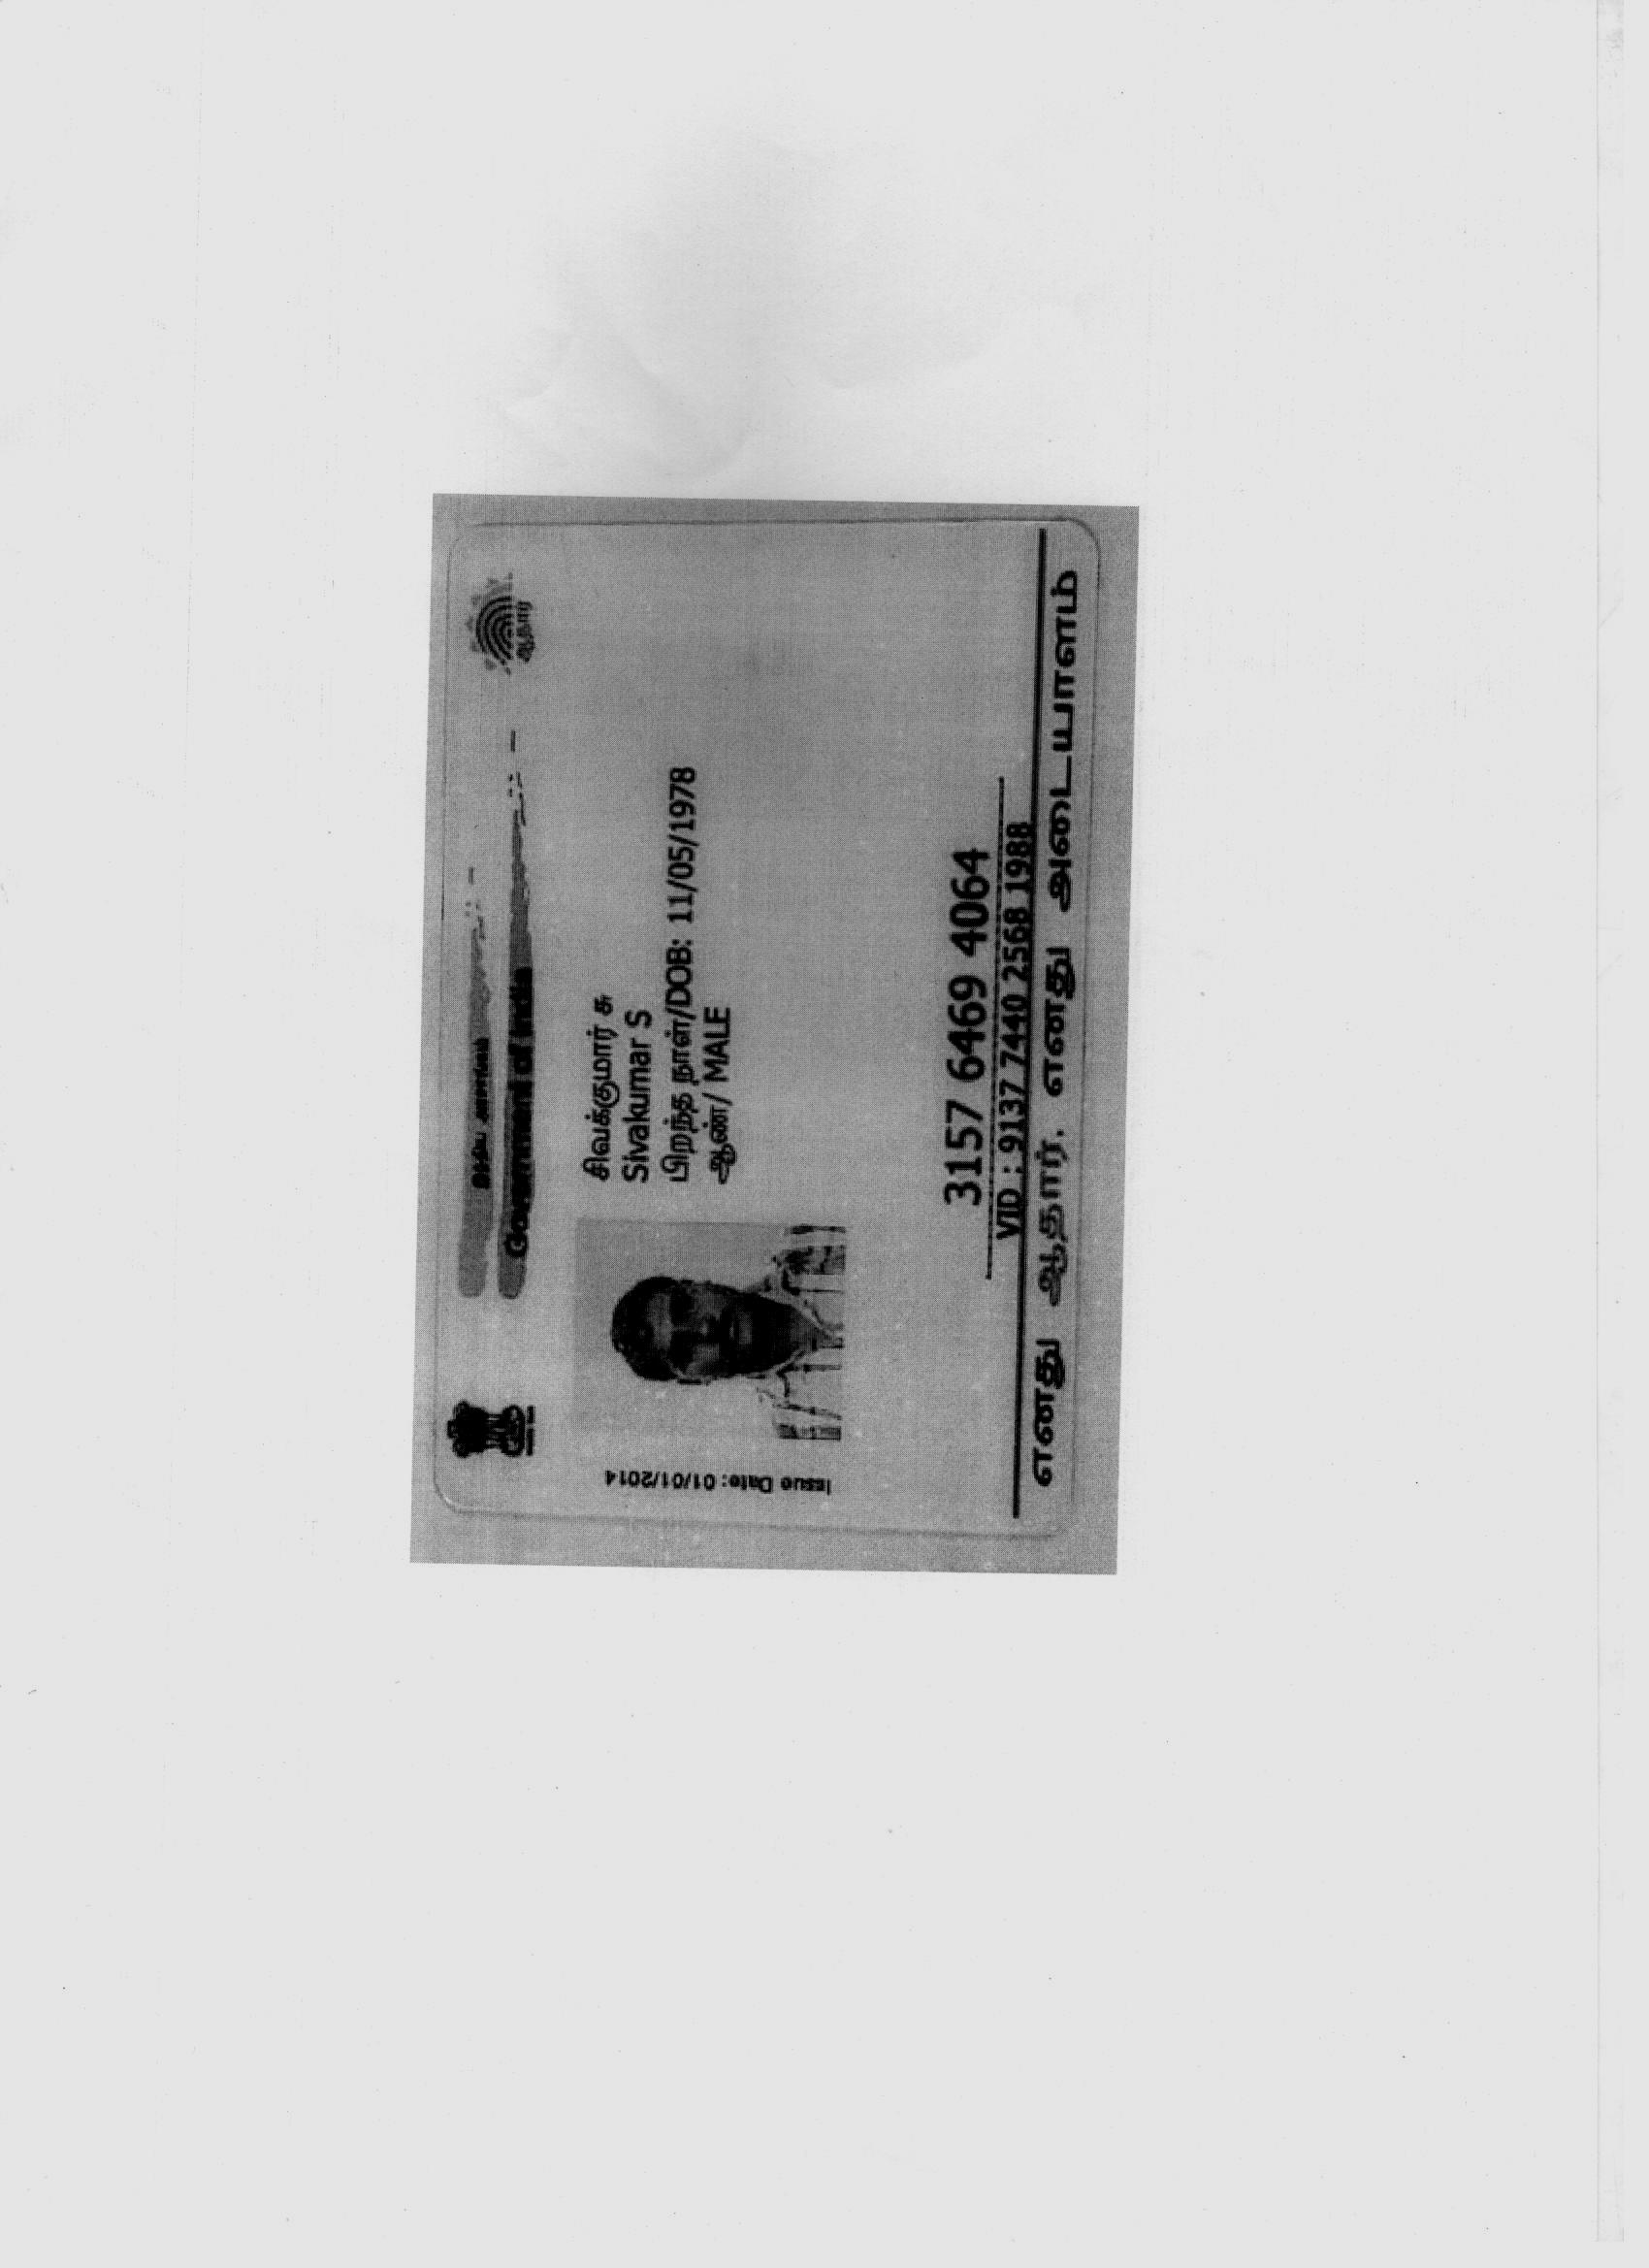 இந்திய அரசாங்கம்
Government of India
ஆதார்
Issue Date: 01/01/2014
சிவக்குமார் சு
Sivakumar S
பிறந்த நாள்/DOB: 11/05/1978
ஆண்/ MALE
3157 6469 4064
VID : 9137 7440 2568 1988
எனது ஆதார். எனது அடையாளம்